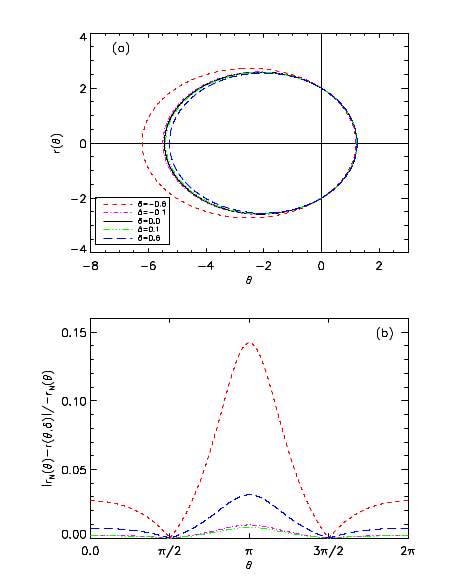 (a)
4
2
0
−2
−4
r(θ)
δ=−0.6
δ=−0.1
δ=0.0
δ=0.1
δ=0.6
−8 −6 −4 −2 0 2
θ
(b)
0.15
0.10
0.05
0.00
|r_N(θ)−r(θ,δ)|/−r_N(θ)
0.0 π/2 π 3π/2 2π
θ